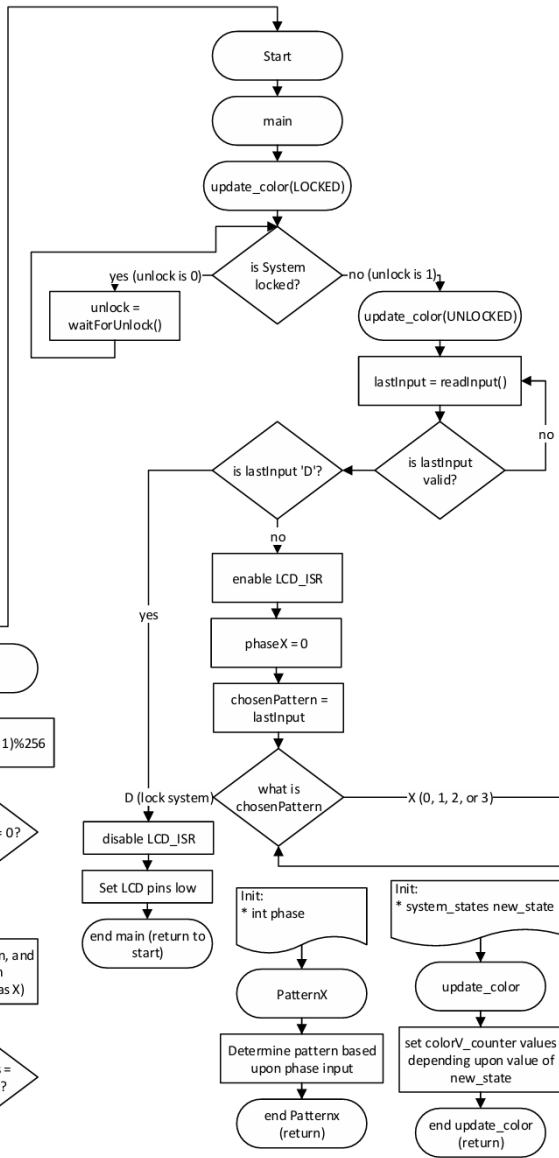 Start
main
update_color(LOCKED)
is System
locked?
yes (unlock is 0)
no (unlock is 1)
unlock =
waitForUnlock()
update_color(UNLOCKED)
lastInput = readInput()
no
is lastInput
valid?
is lastInput 'D'?
no
yes
enable LCD_ISR
phaseX = 0
chosenPattern =
lastInput
1)%256
what is
chosenPattern
D (lock system)
X (0, 1, 2, or 3)
= 0?
disable LCD_ISR
Set LCD pins low
end main (return to
start)
n, and
n
as X)
s =
?
Init:
* int phase
PatternX
Determine pattern based
upon phase input
end Patternx
(return)
Init:
* system_states new_state
update_color
set colorV_counter values
depending upon value of
new_state
end update_color
(return)